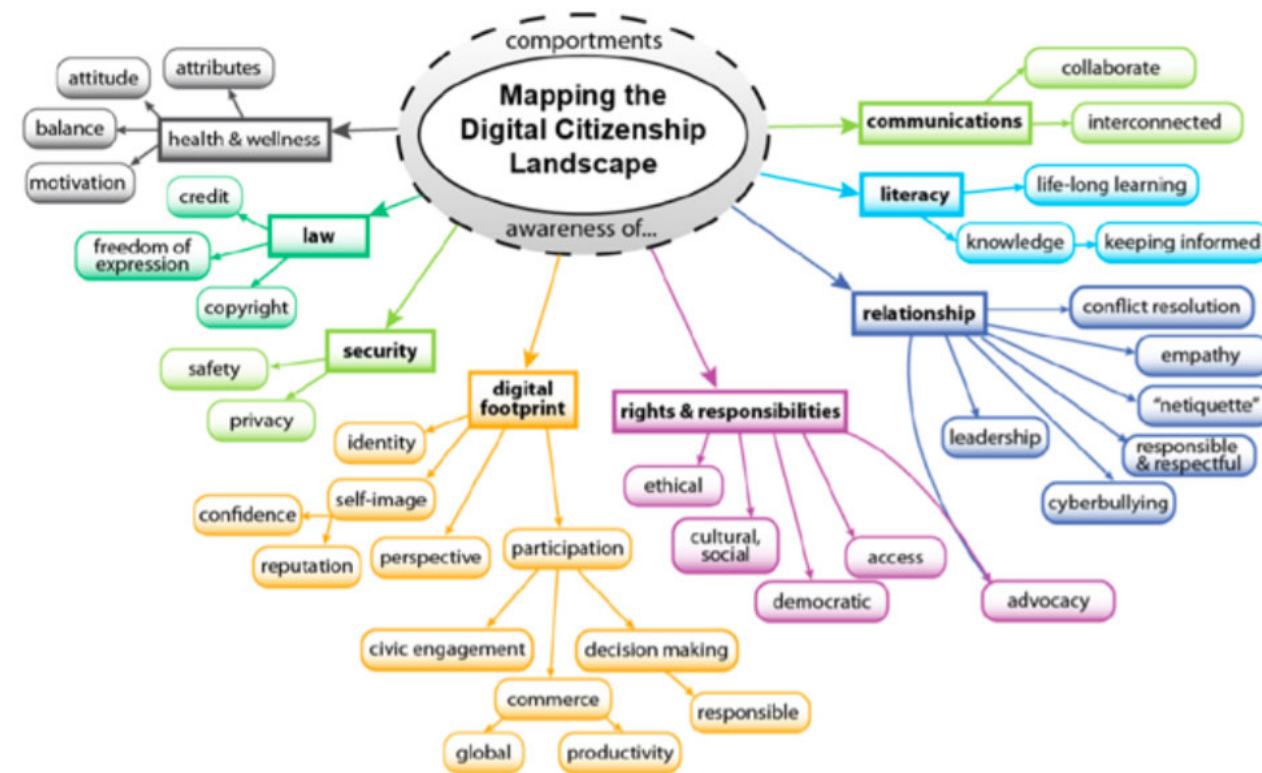 comportments
Mapping the
Digital Citizenship
Landscape
awareness of...
attributes
attitude
balance
health & wellness
motivation
credit
law
freedom of
expression
copyright
security
safety
privacy
digital
footprint
identity
self-image
confidence
reputation
perspective
participation
civic engagement
decision making
commerce
responsible
global
productivity
rights & responsibilities
ethical
cultural,
social
democratic
access
advocacy
relationship
conflict resolution
empathy
"netiquette"
responsible
& respectful
cyberbullying
leadership
literacy
life-long learning
knowledge
keeping informed
communications
collaborate
interconnected